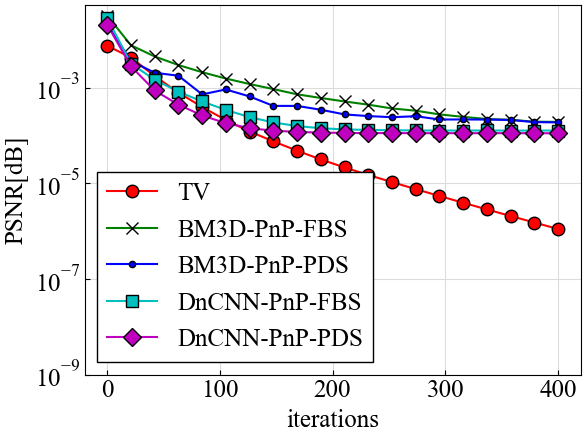 PSNR[dB]
10⁻³
10⁻⁵
10⁻⁷
10⁻⁹
TV
BM3D-PnP-FBS
BM3D-PnP-PDS
DnCNN-PnP-FBS
DnCNN-PnP-PDS
0 100 200 300 400
iterations